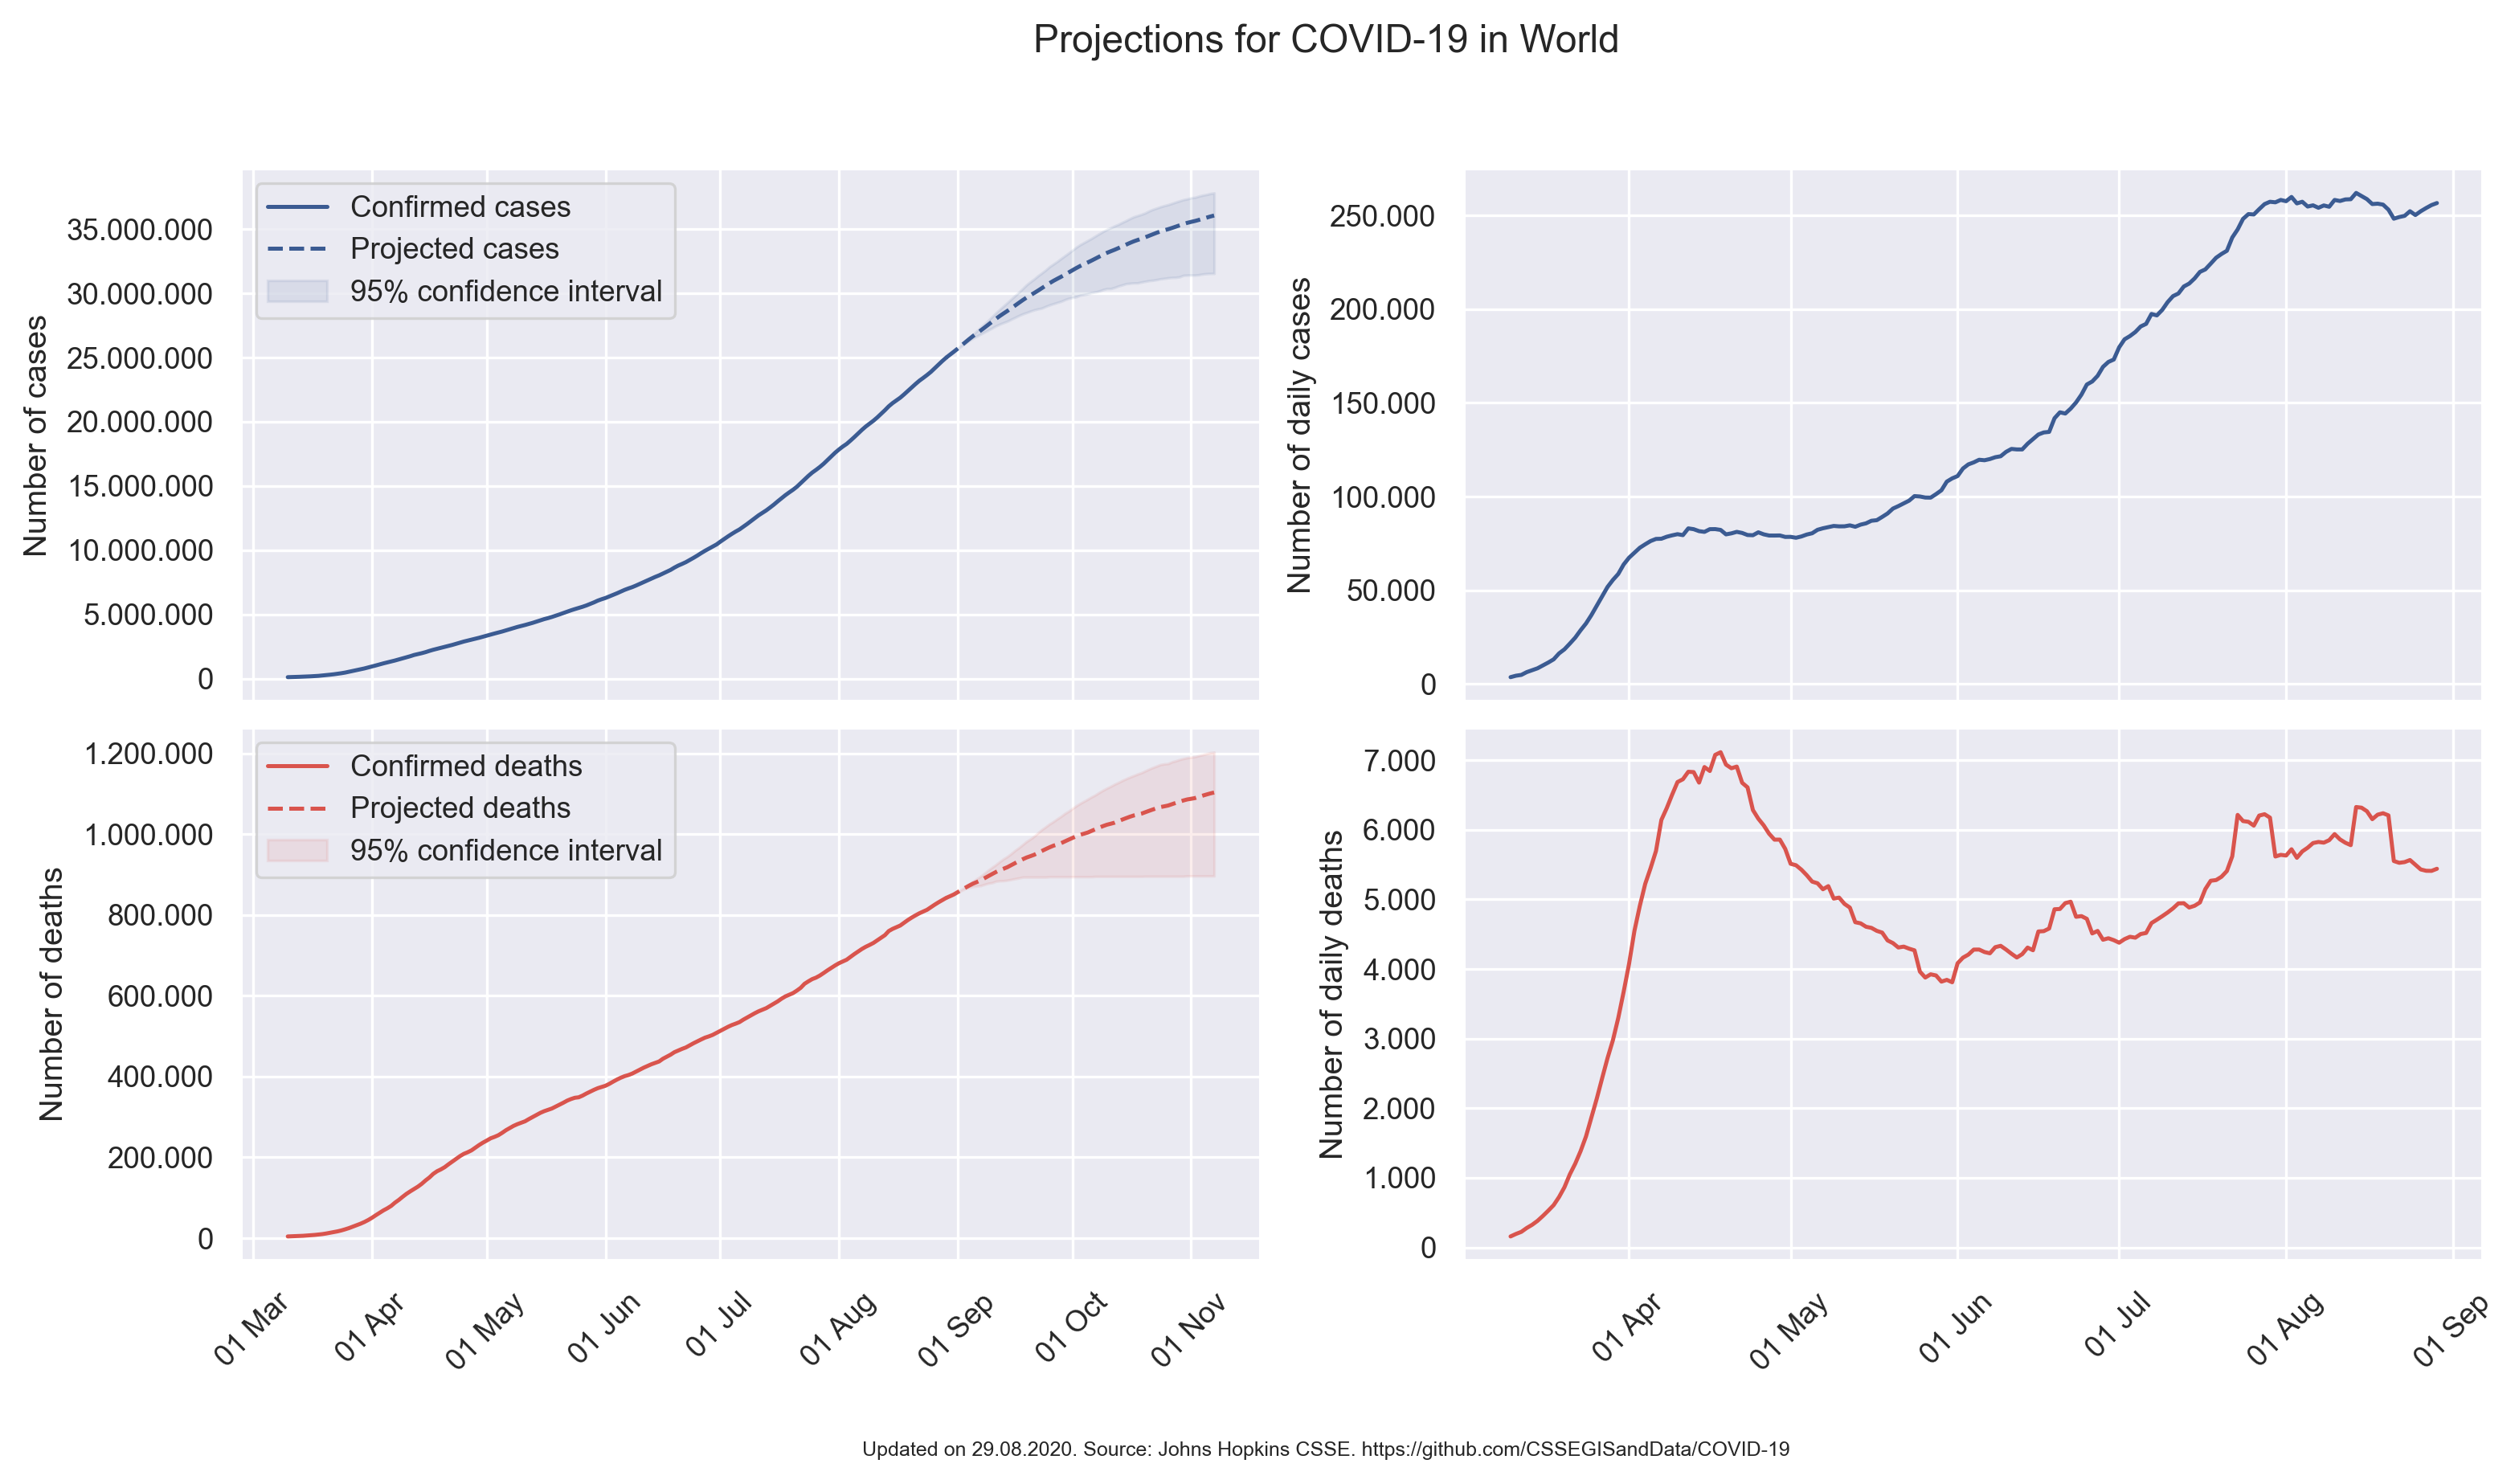 Projections for COVID-19 in World
Number of cases
35.000.000
30.000.000
25.000.000
20.000.000
15.000.000
10.000.000
5.000.000
0
Confirmed cases
Projected cases
95% confidence interval
Number of daily cases
250.000
200.000
150.000
100.000
50.000
0
Number of deaths
1.200.000
1.000.000
800.000
600.000
400.000
200.000
0
Confirmed deaths
Projected deaths
95% confidence interval
01 Mar
01 Apr
01 May
01 Jun
01 Jul
01 Aug
01 Sep
01 Oct
01 Nov
Number of daily deaths
7.000
6.000
5.000
4.000
3.000
2.000
1.000
0
01 Apr
01 May
01 Jun
01 Jul
01 Aug
01 Sep
Updated on 29.08.2020. Source: Johns Hopkins CSSE. https://github.com/CSSEGISandData/COVID-19